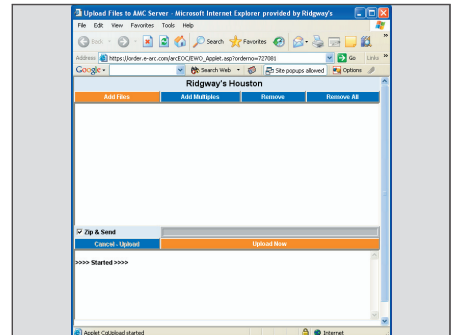 Upload Files to AMC Server - Microsoft Internet Explorer provided by Ridgway's
File Edit View Favorites Tools Help
Back Search Favorites
Address https://order.e-arc.com/arcEOC/EWO_Applet.asp?orderno=727081 Go Links »
Google Search Web Site popups allowed Options
Ridgway's Houston
Add Files Add Multiples Remove Remove All
Zip & Send
Cancel - Upload Upload Now
>>>> Started >>>>
Applet CqUpload started Internet